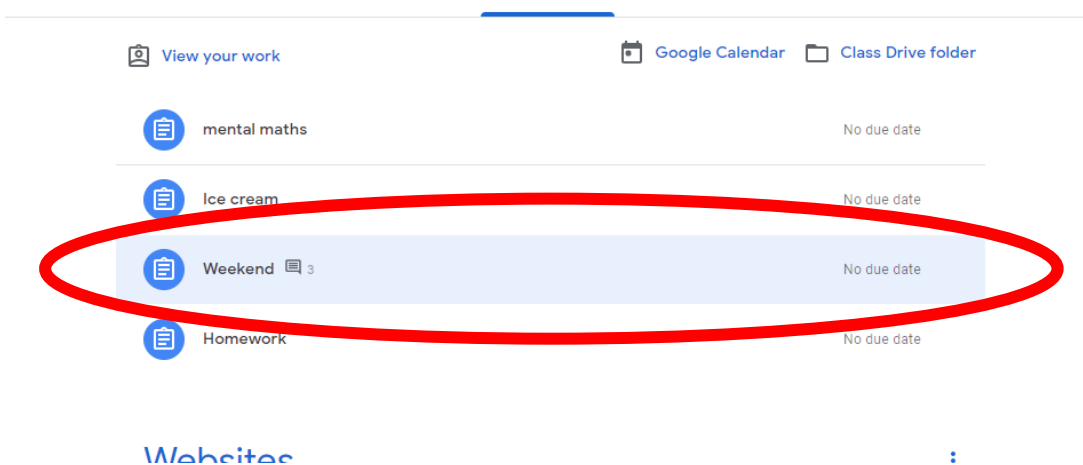 View your work Google Calendar Class Drive folder
mental maths No due date
Ice cream No due date
Weekend 3 No due date
Homework No due date
Websites